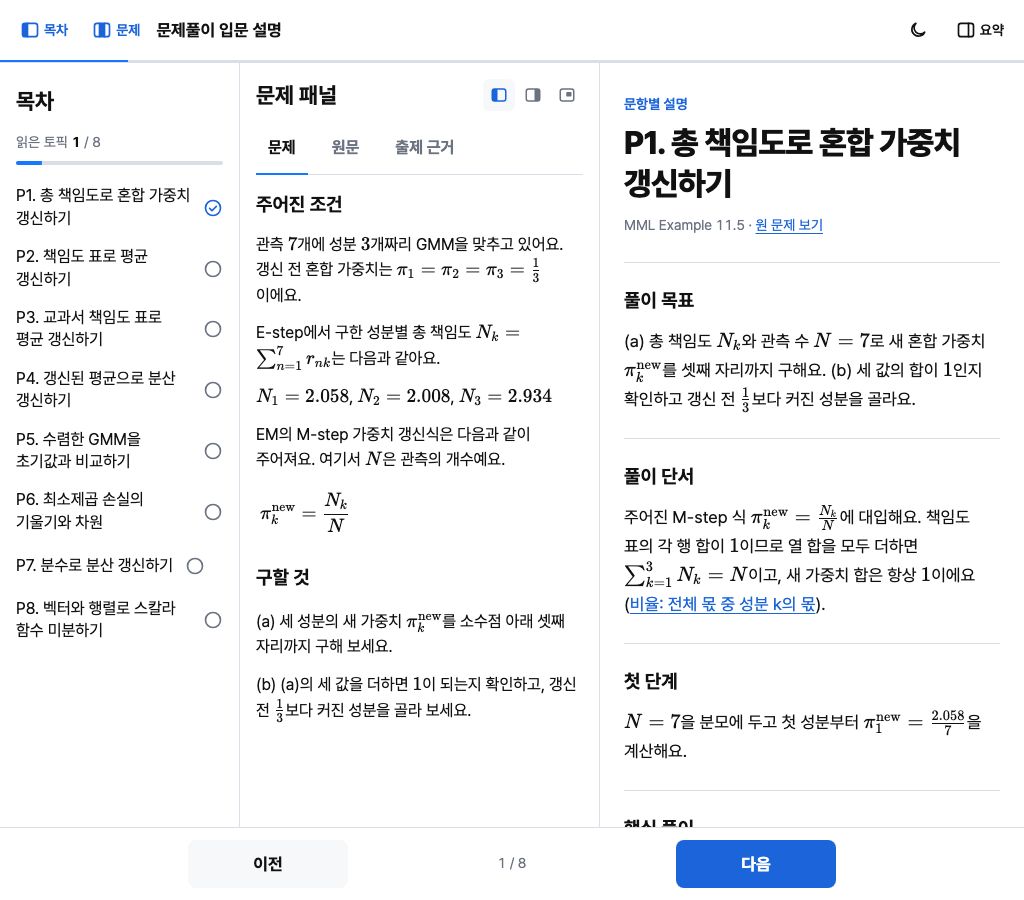 목차 문제 문제풀이 입문 설명 요약
목차
읽은 토픽 1 / 8
P1. 총 책임도로 혼합 가중치
갱신하기
P2. 책임도 표로 평균
갱신하기
P3. 교과서 책임도 표로
평균 갱신하기
P4. 갱신된 평균으로 분산
갱신하기
P5. 수렴한 GMM을
초기값과 비교하기
P6. 최소제곱 손실의
기울기와 차원
P7. 분수로 분산 갱신하기
P8. 벡터와 행렬로 스칼라
함수 미분하기
문제 패널
문제 원문 출제 근거
주어진 조건
관측 7개에 성분 3개짜리 GMM을 맞추고 있어요.
갱신 전 혼합 가중치는 π₁ = π₂ = π₃ = 1/3
이에요.
E-step에서 구한 성분별 총 책임도 N_k =
∑_{n=1}^{7} r_{nk}는 다음과 같아요.
N₁ = 2.058, N₂ = 2.008, N₃ = 2.934
EM의 M-step 가중치 갱신식은 다음과 같이
주어져요. 여기서 N은 관측의 개수예요.
π_k^{new} = N_k/N
구할 것
(a) 세 성분의 새 가중치 π_k^{new}를 소수점 아래 셋째
자리까지 구해 보세요.
(b) (a)의 세 값을 더하면 1이 되는지 확인하고, 갱신
전 1/3보다 커진 성분을 골라 보세요.
문항별 설명
P1. 총 책임도로 혼합 가중치
갱신하기
MML Example 11.5 · 원 문제 보기
풀이 목표
(a) 총 책임도 N_k와 관측 수 N = 7로 새 혼합 가중치
π_k^{new}를 셋째 자리까지 구해요. (b) 세 값의 합이 1인지
확인하고 갱신 전 1/3보다 커진 성분을 골라요.
풀이 단서
주어진 M-step 식 π_k^{new} = N_k/N에 대입해요. 책임도
표의 각 행 합이 1이므로 열 합을 모두 더하면
∑_{k=1}^{3} N_k = N이고, 새 가중치 합은 항상 1이에요
(비율: 전체 몫 중 성분 k의 몫).
첫 단계
N = 7을 분모에 두고 첫 성분부터 π_1^{new} = 2.058/7을
계산해요.
핵심 풀이
이전 1 / 8 다음